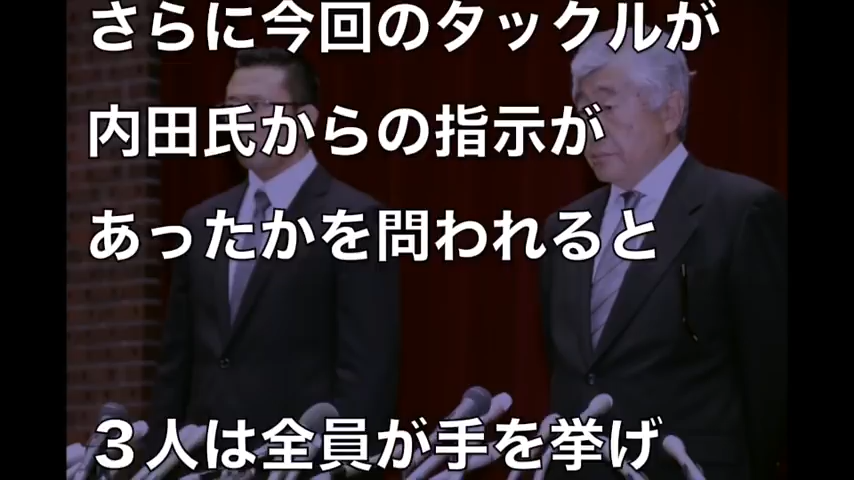 さらに今回のタックルが
内田氏からの指示が
あったかを問われると
３人は全員が手を挙げ